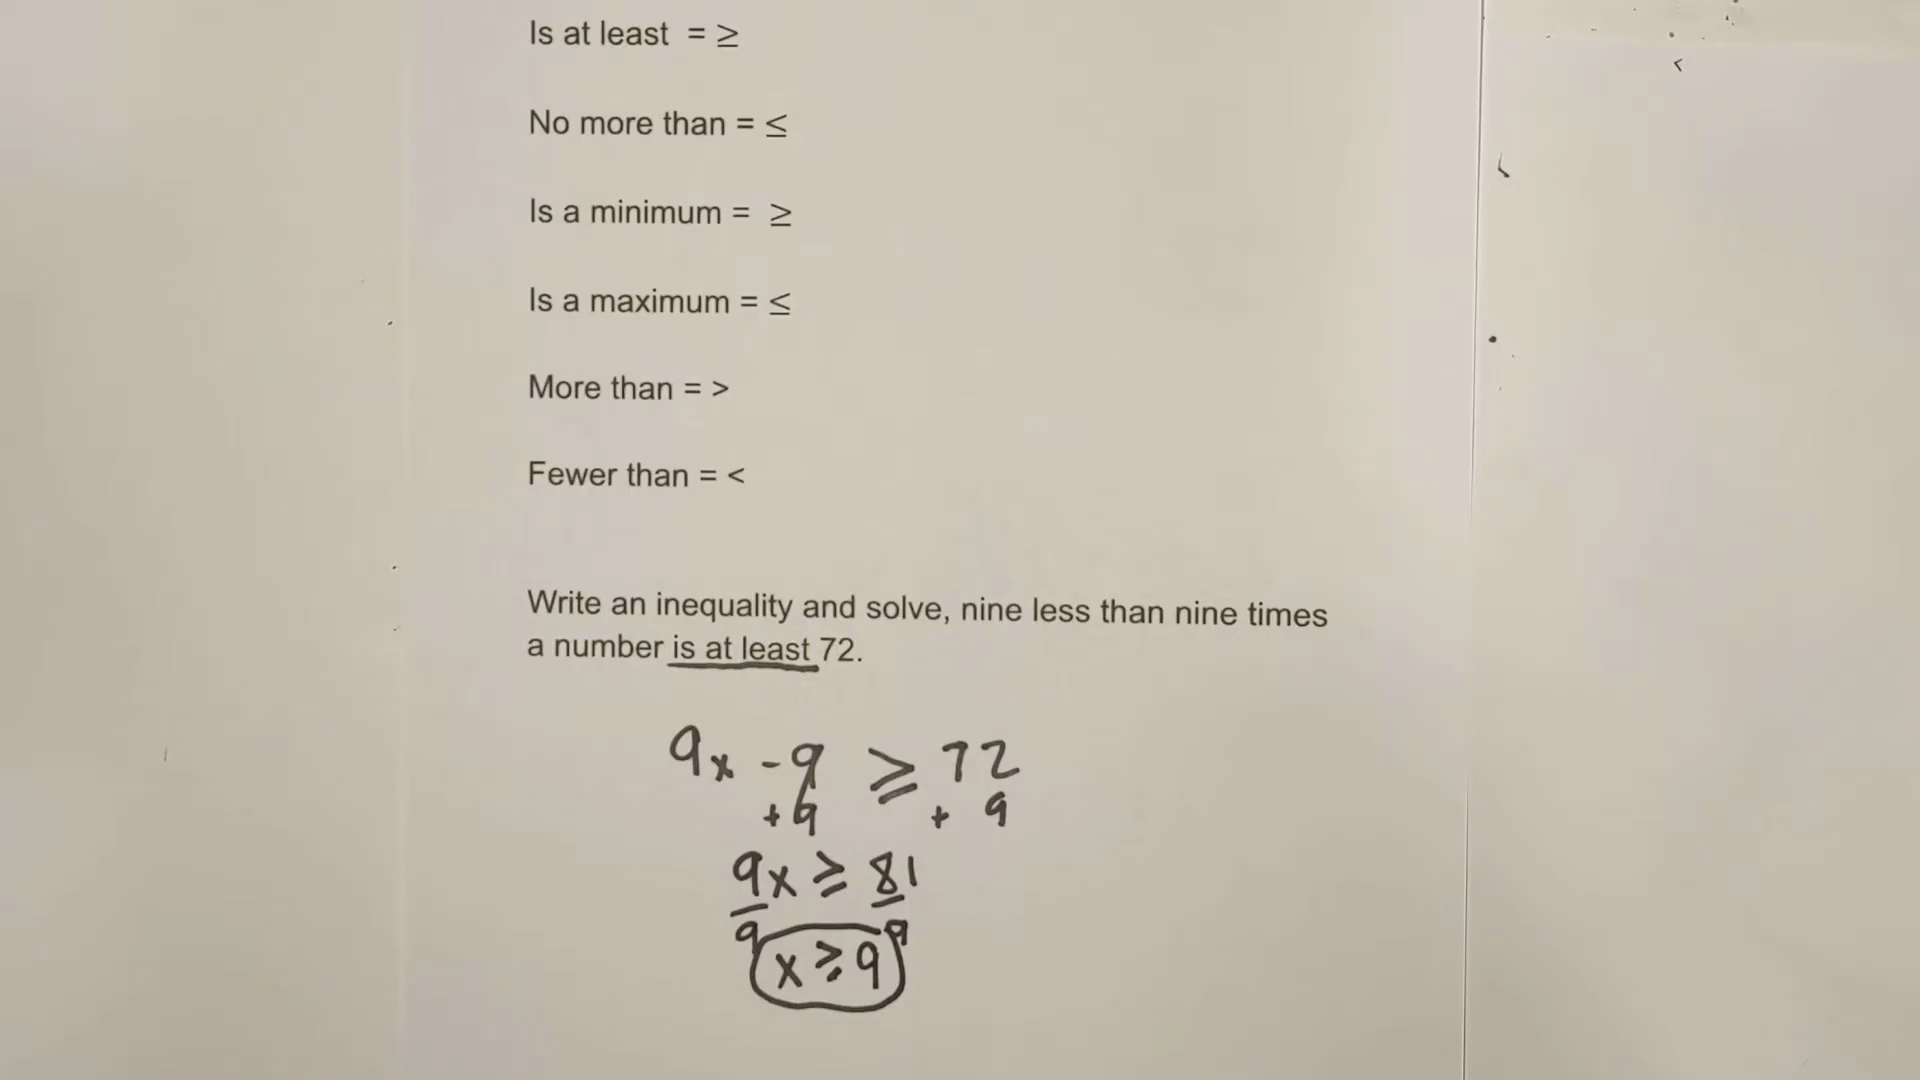 Is at least = ≥
No more than = ≤
Is a minimum = ≥
Is a maximum = ≤
More than = >
Fewer than = <
Write an inequality and solve, nine less than nine times
a number is at least 72.
9x - 9 ≥ 72
+9 + 9
9x ≥ 81
9 9
x ≥ 9